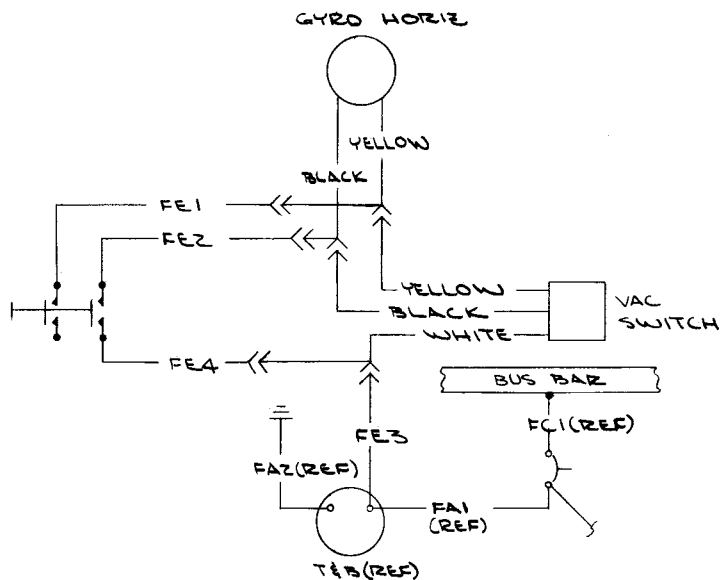 GYRO HORIZ
YELLOW
BLACK
FE1
FE2
YELLOW
BLACK
WHITE
VAC
SWITCH
FE4
BUS BAR
FE3
FC1(REF)
FA2(REF)
FA1
(REF)
T&B(REF)